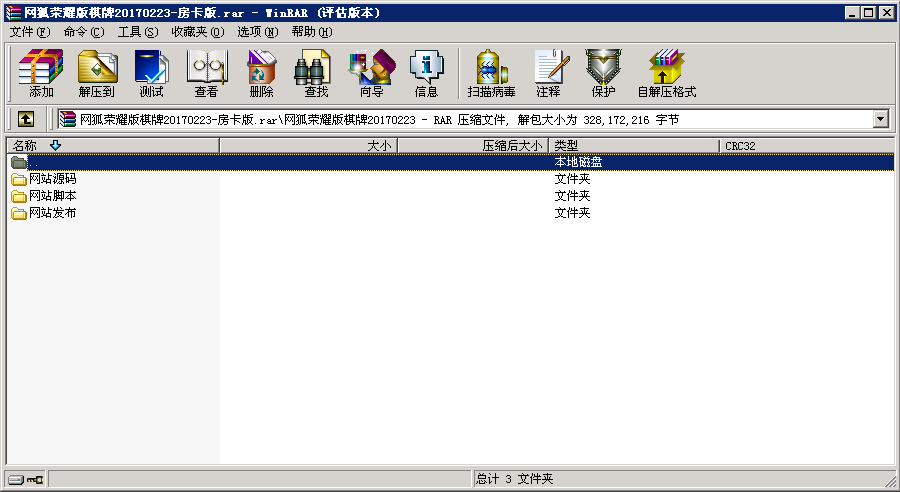 网狐荣耀版棋牌20170223-房卡版.rar - WinRAR (评估版本)
文件(F) 命令(C) 工具(S) 收藏夹(O) 选项(N) 帮助(H)
添加 解压到 测试 查看 删除 查找 向导 信息 扫描病毒 注释 保护 自解压格式
网狐荣耀版棋牌20170223-房卡版.rar\网狐荣耀版棋牌20170223 - RAR 压缩文件, 解包大小为 328,172,216 字节
名称 大小 压缩后大小 类型 CRC32
.. 本地磁盘
网站源码 文件夹
网站脚本 文件夹
网站发布 文件夹
总计 3 文件夹